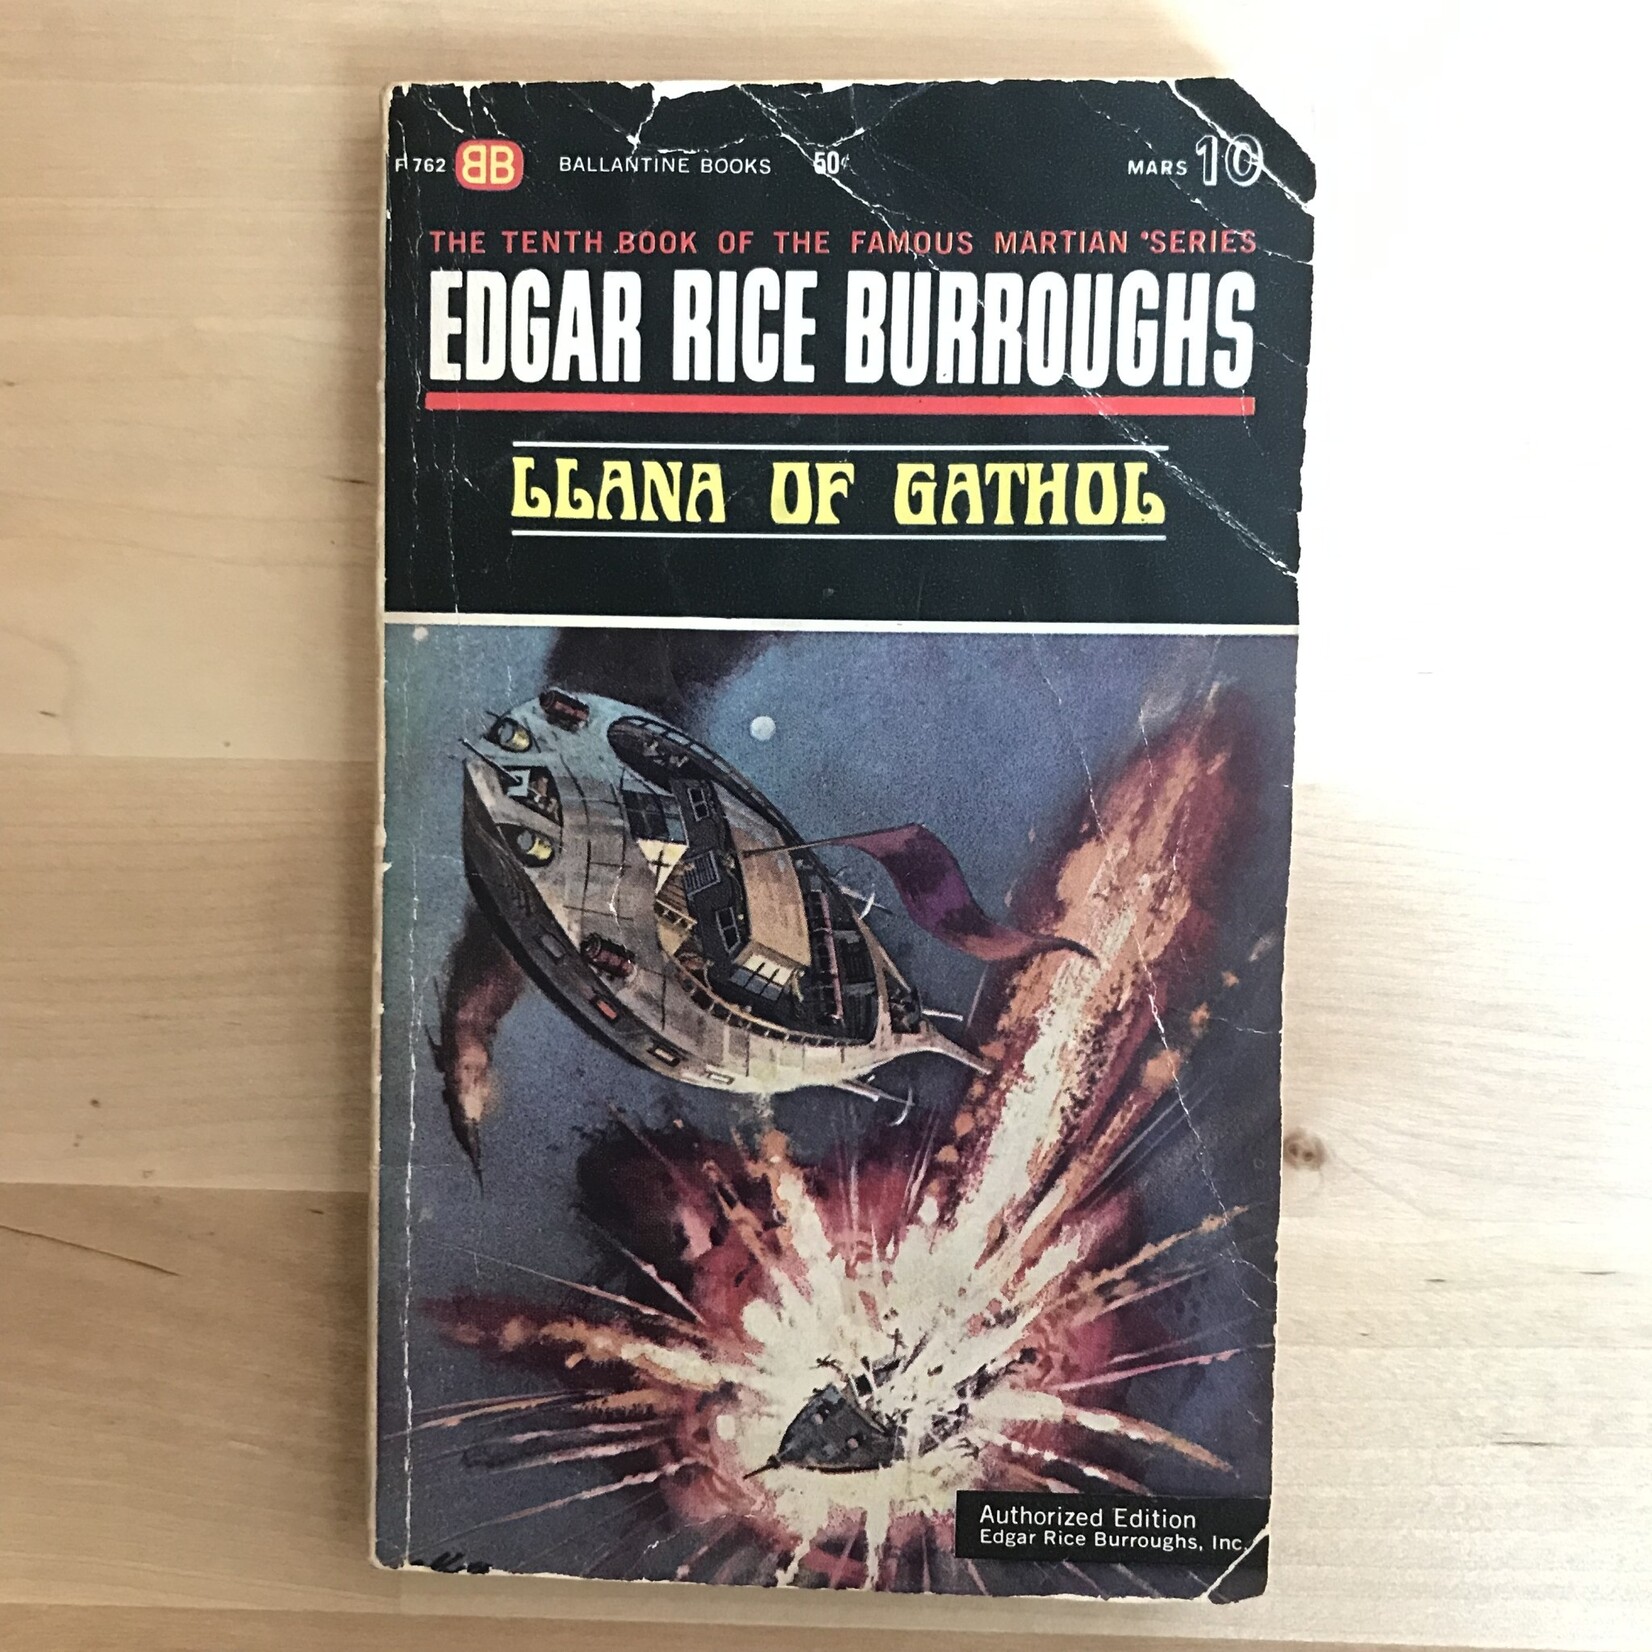 F 762 BB BALLANTINE BOOKS 50¢ MARS 10
THE TENTH BOOK OF THE FAMOUS MARTIAN SERIES
EDGAR RICE BURROUGHS
LLANA OF GATHOL
Authorized Edition
Edgar Rice Burroughs, Inc.